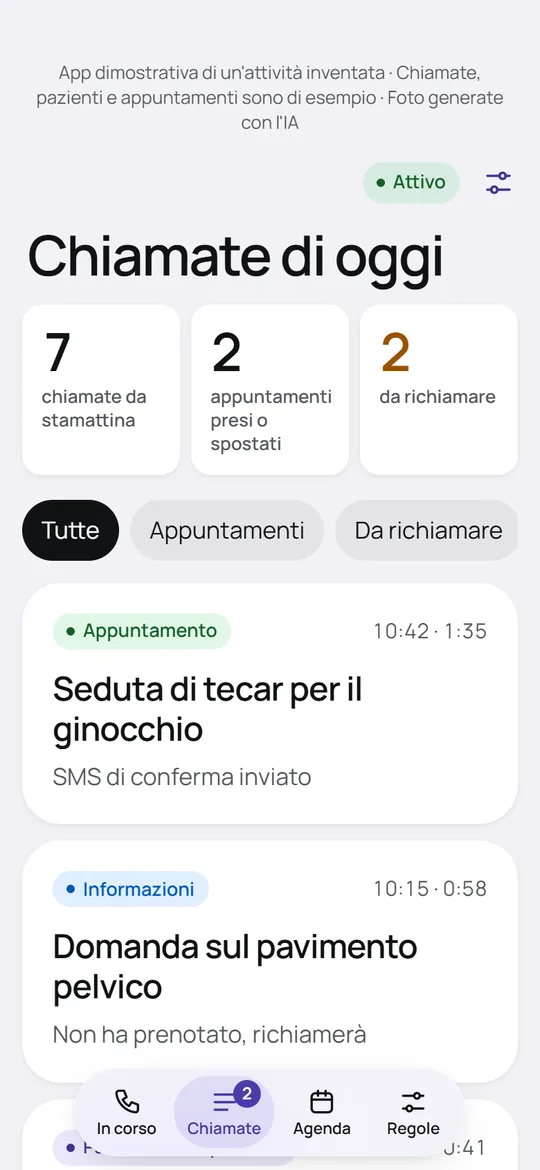 App dimostrativa di un'attività inventata · Chiamate,
pazienti e appuntamenti sono di esempio · Foto generate
con l'IA
Attivo
Chiamate di oggi
7
chiamate da
stamattina
2
appuntamenti
presi o
spostati
2
da richiamare
Tutte
Appuntamenti
Da richiamare
Appuntamento
10:42 · 1:35
Seduta di tecar per il
ginocchio
SMS di conferma inviato
Informazioni
10:15 · 0:58
Domanda sul pavimento
pelvico
Non ha prenotato, richiamerà
2
In corso
Chiamate
Agenda
Regole